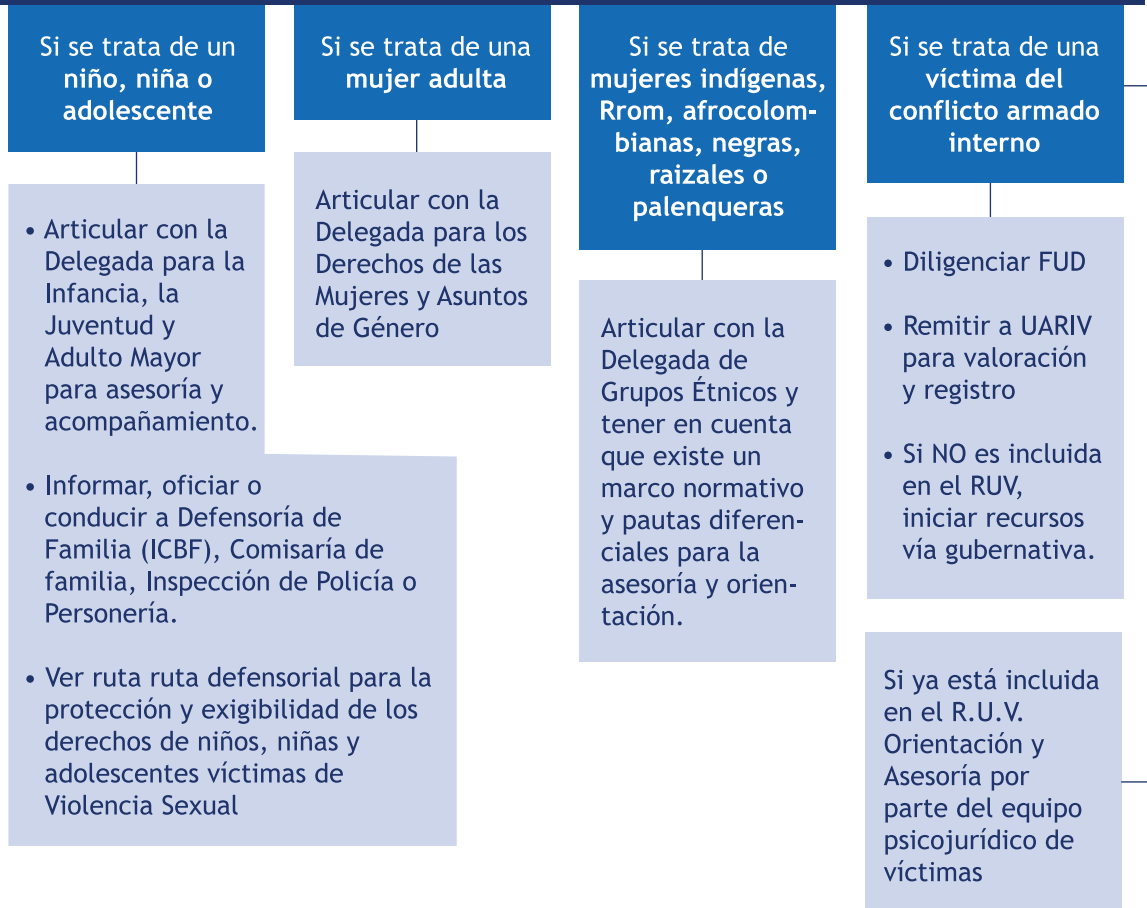 Si se trata de un
niño, niña o
adolescente
• Articular con la
Delegada para la
Infancia, la
Juventud y
Adulto Mayor
para asesoría y
acompañamiento.
• Informar, oficiar o
conducir a Defensoría de
Familia (ICBF), Comisaría de
familia, Inspección de Policía o
Personería.
• Ver ruta ruta defensorial para la
protección y exigibilidad de los
derechos de niños, niñas y
adolescentes víctimas de
Violencia Sexual
Si se trata de una
mujer adulta
Articular con la
Delegada para los
Derechos de las
Mujeres y Asuntos
de Género
Si se trata de
mujeres indígenas,
Rrom, afrocolom-
bianas, negras,
raizales o
palenqueras
Articular con la
Delegada de
Grupos Étnicos y
tener en cuenta
que existe un
marco normativo
y pautas diferen-
ciales para la
asesoría y orien-
tación.
Si se trata de una
víctima del
conflicto armado
interno
• Diligenciar FUD
• Remitir a UARIV
para valoración
y registro
• Si NO es incluida
en el RUV,
iniciar recursos
vía gubernativa.
Si ya está incluida
en el R.U.V.
Orientación y
Asesoría por
parte del equipo
psicojurídico de
víctimas